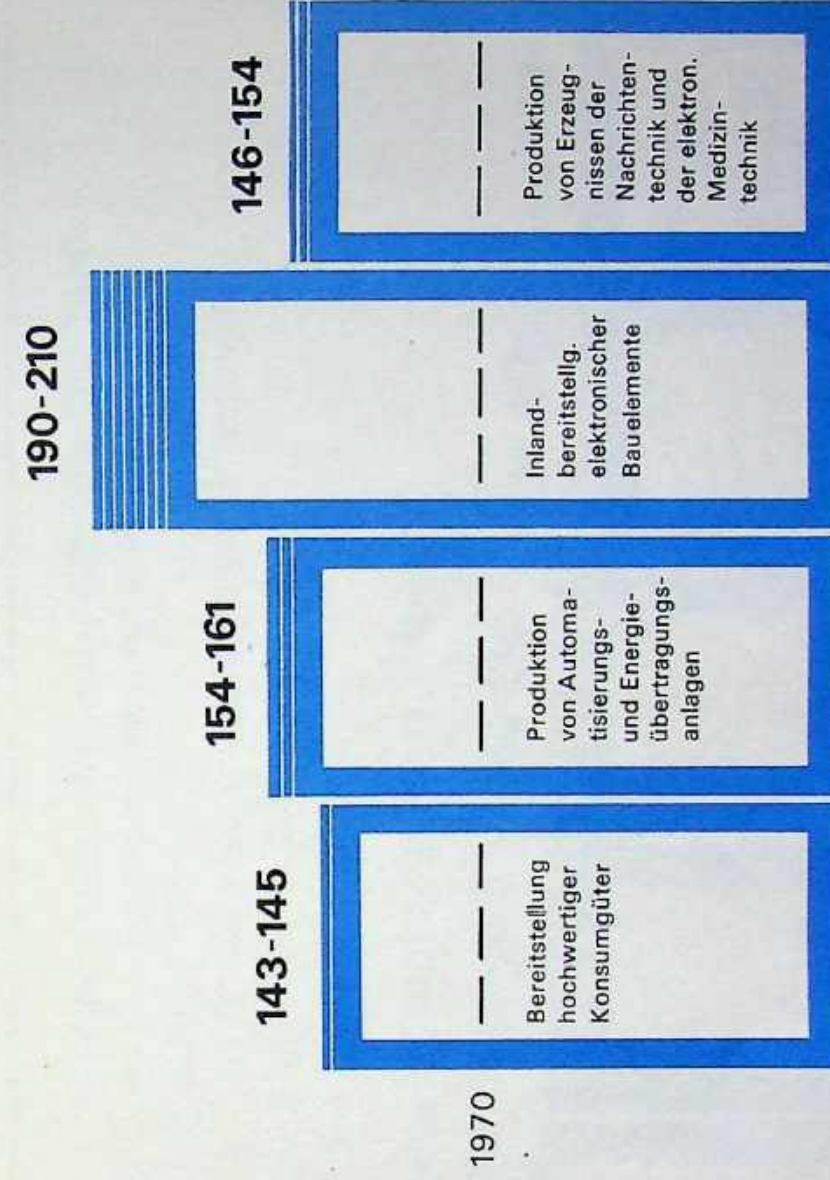 143-145
154-161
190-210
146-154
1970
Bereitstellung
hochwertiger
Konsumgüter
Produktion
von Automa-
tisierungs-
und Energie-
übertragungs-
anlagen
Inland-
bereitstellg.
elektronischer
Bauelemente
Produktion
von Erzeug-
nissen der
Nachrichten-
technik und
der elektron.
Medizin-
technik